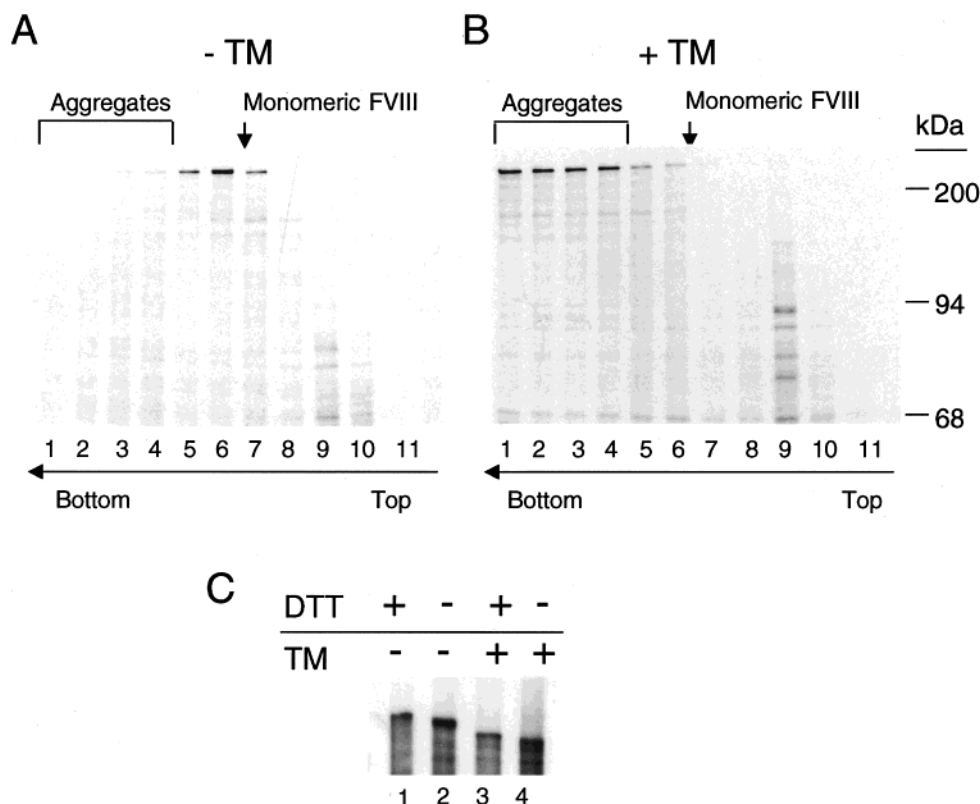 A
- TM
Aggregates
Monomeric FVIII
1 2 3 4 5 6 7 8 9 10 11
Bottom Top
B
+ TM
Aggregates
Monomeric FVIII
kDa
200
94
68
1 2 3 4 5 6 7 8 9 10 11
Bottom Top
C
DTT + - + -
TM - - + +
1 2 3 4